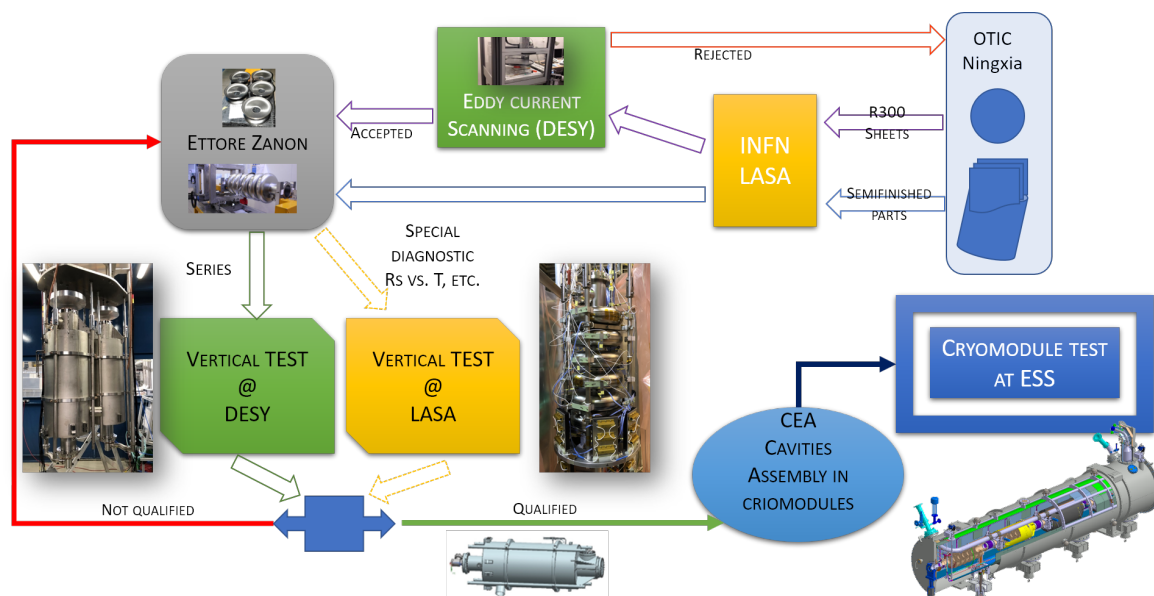 OTIC
Ningxia
Rejected
Eddy current
Scanning (DESY)
R300
Sheets
Accepted
INFN
LASA
Ettore Zanon
Semifinished
parts
Special
diagnostic
Rs vs. T, etc.
Series
Vertical TEST
@
DESY
Vertical TEST
@
LASA
Cryomodule test
at ESS
CEA
Cavities
Assembly in
criomodules
Not qualified
Qualified